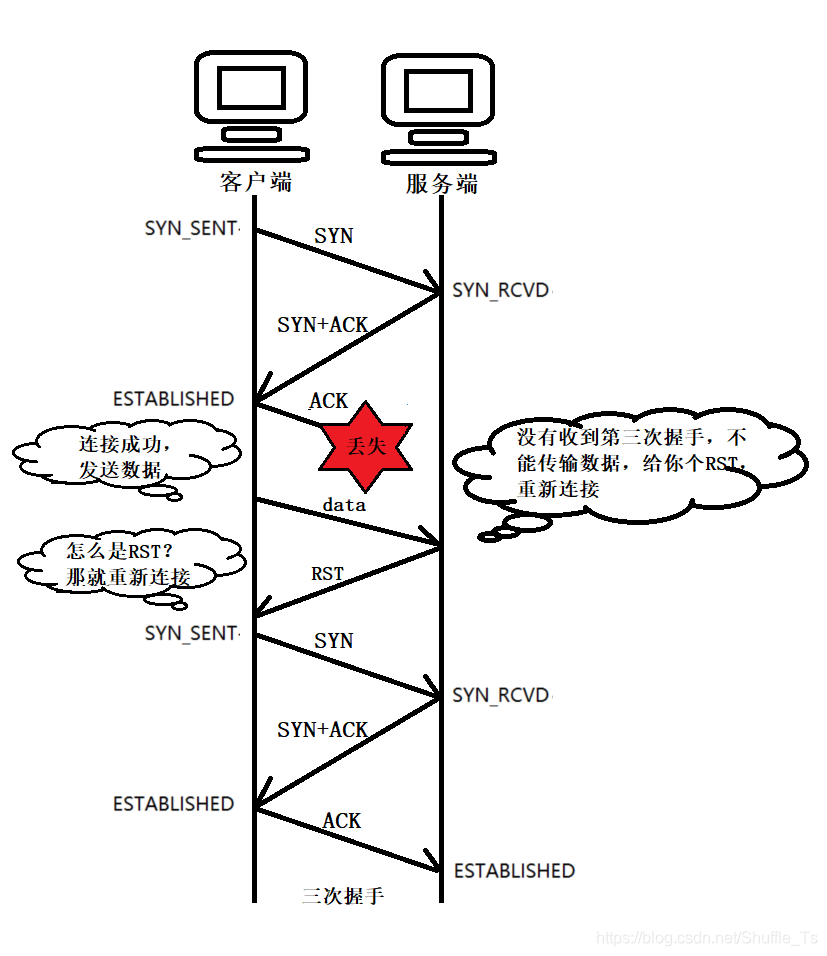 客户端
服务端
SYN_SENT
SYN
SYN_RCVD
SYN+ACK
ESTABLISHED
ACK
丢失
连接成功，
发送数据
没有收到第三次握手，不
能传输数据，给你个RST，
重新连接
data
怎么是RST？
那就重新连接
RST
SYN_SENT
SYN
SYN_RCVD
SYN+ACK
ESTABLISHED
ACK
ESTABLISHED
三次握手
https://blog.csdn.net/Shuffle_Ts